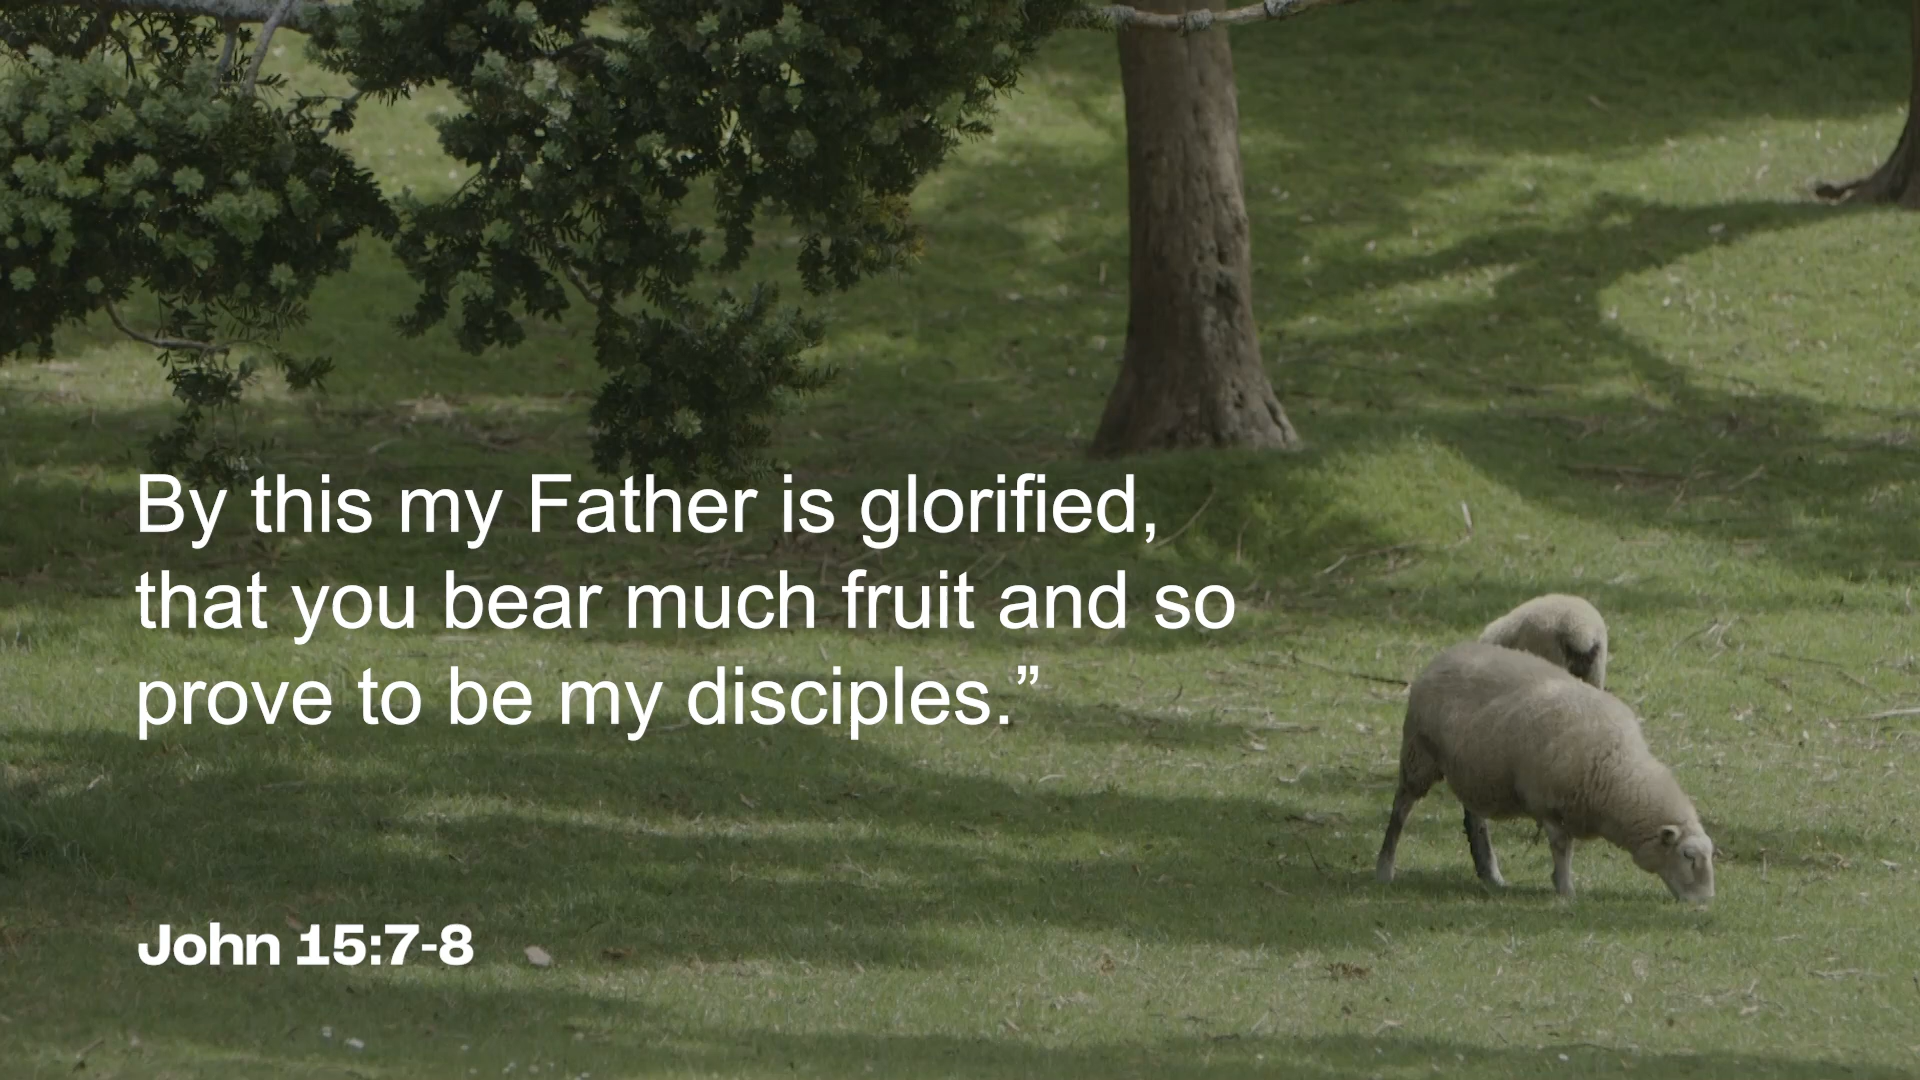 By this my Father is glorified,
that you bear much fruit and so
prove to be my disciples.”
John 15:7-8